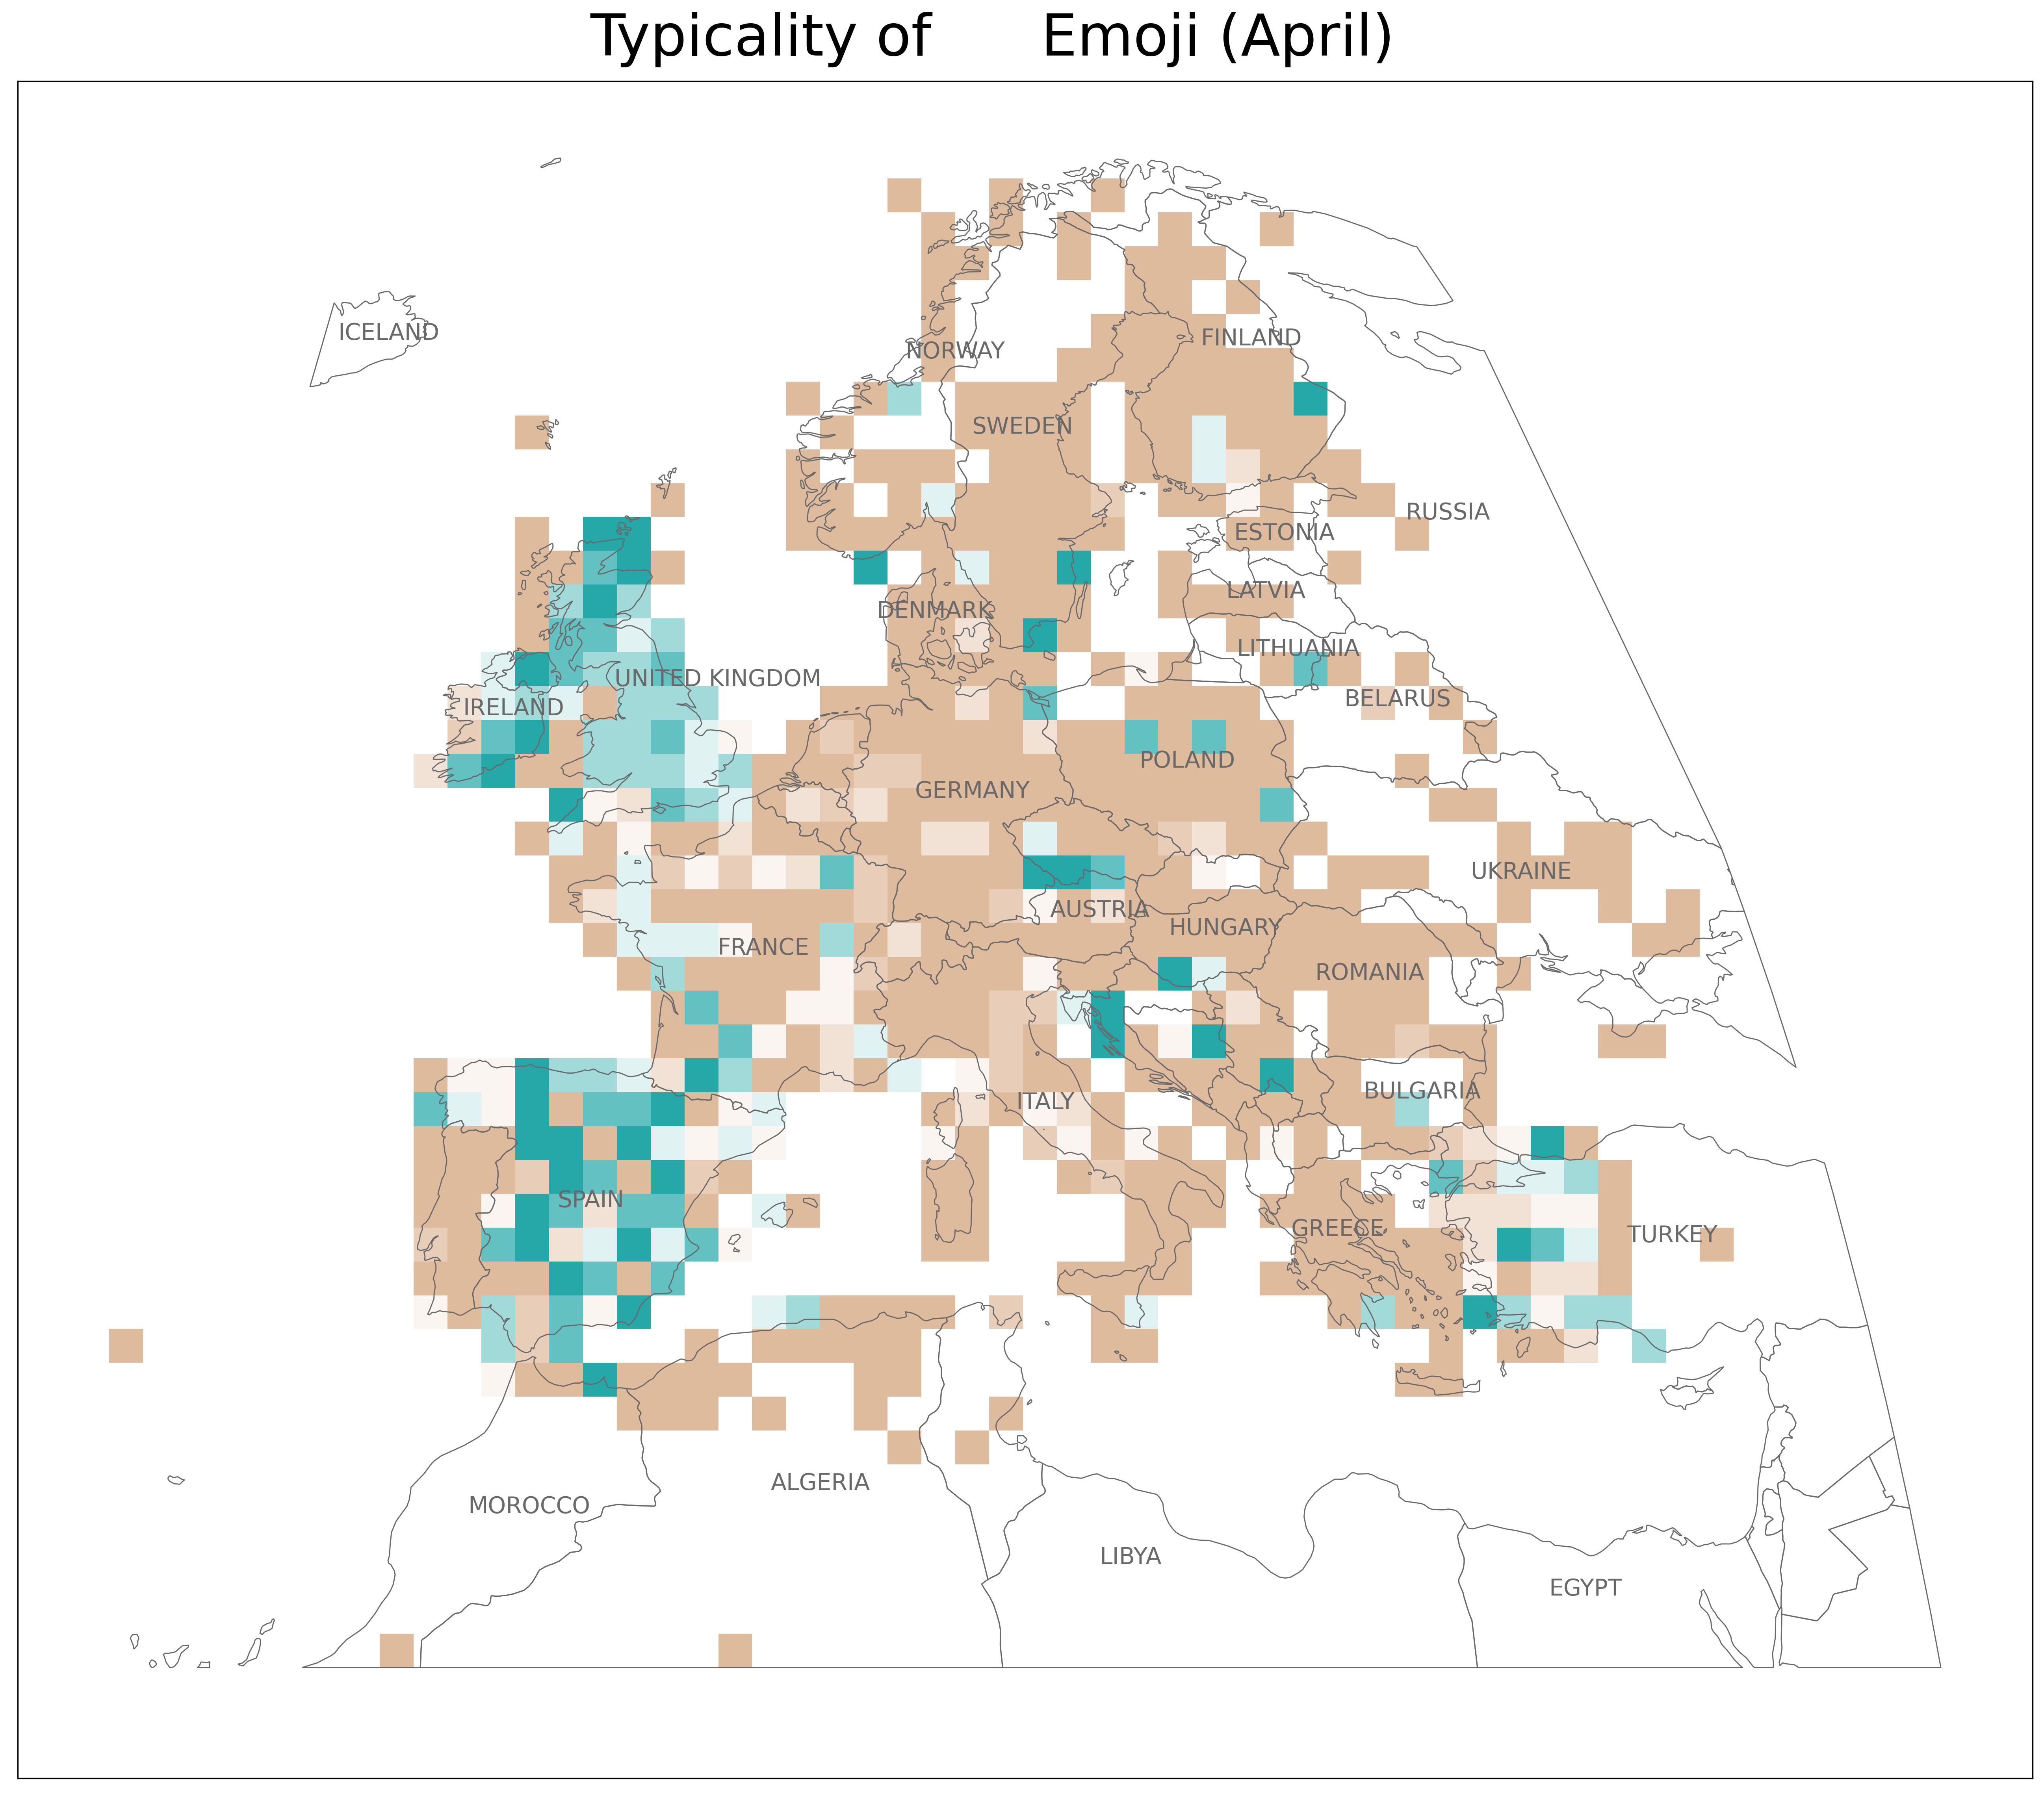 Typicality of Emoji (April)
ICELAND
NORWAY
FINLAND
SWEDEN
RUSSIA
ESTONIA
LATVIA
DENMARK
LITHUANIA
UNITED KINGDOM
BELARUS
IRELAND
POLAND
GERMANY
UKRAINE
AUSTRIA
HUNGARY
FRANCE
ROMANIA
BULGARIA
ITALY
SPAIN
GREECE
TURKEY
ALGERIA
MOROCCO
LIBYA
EGYPT